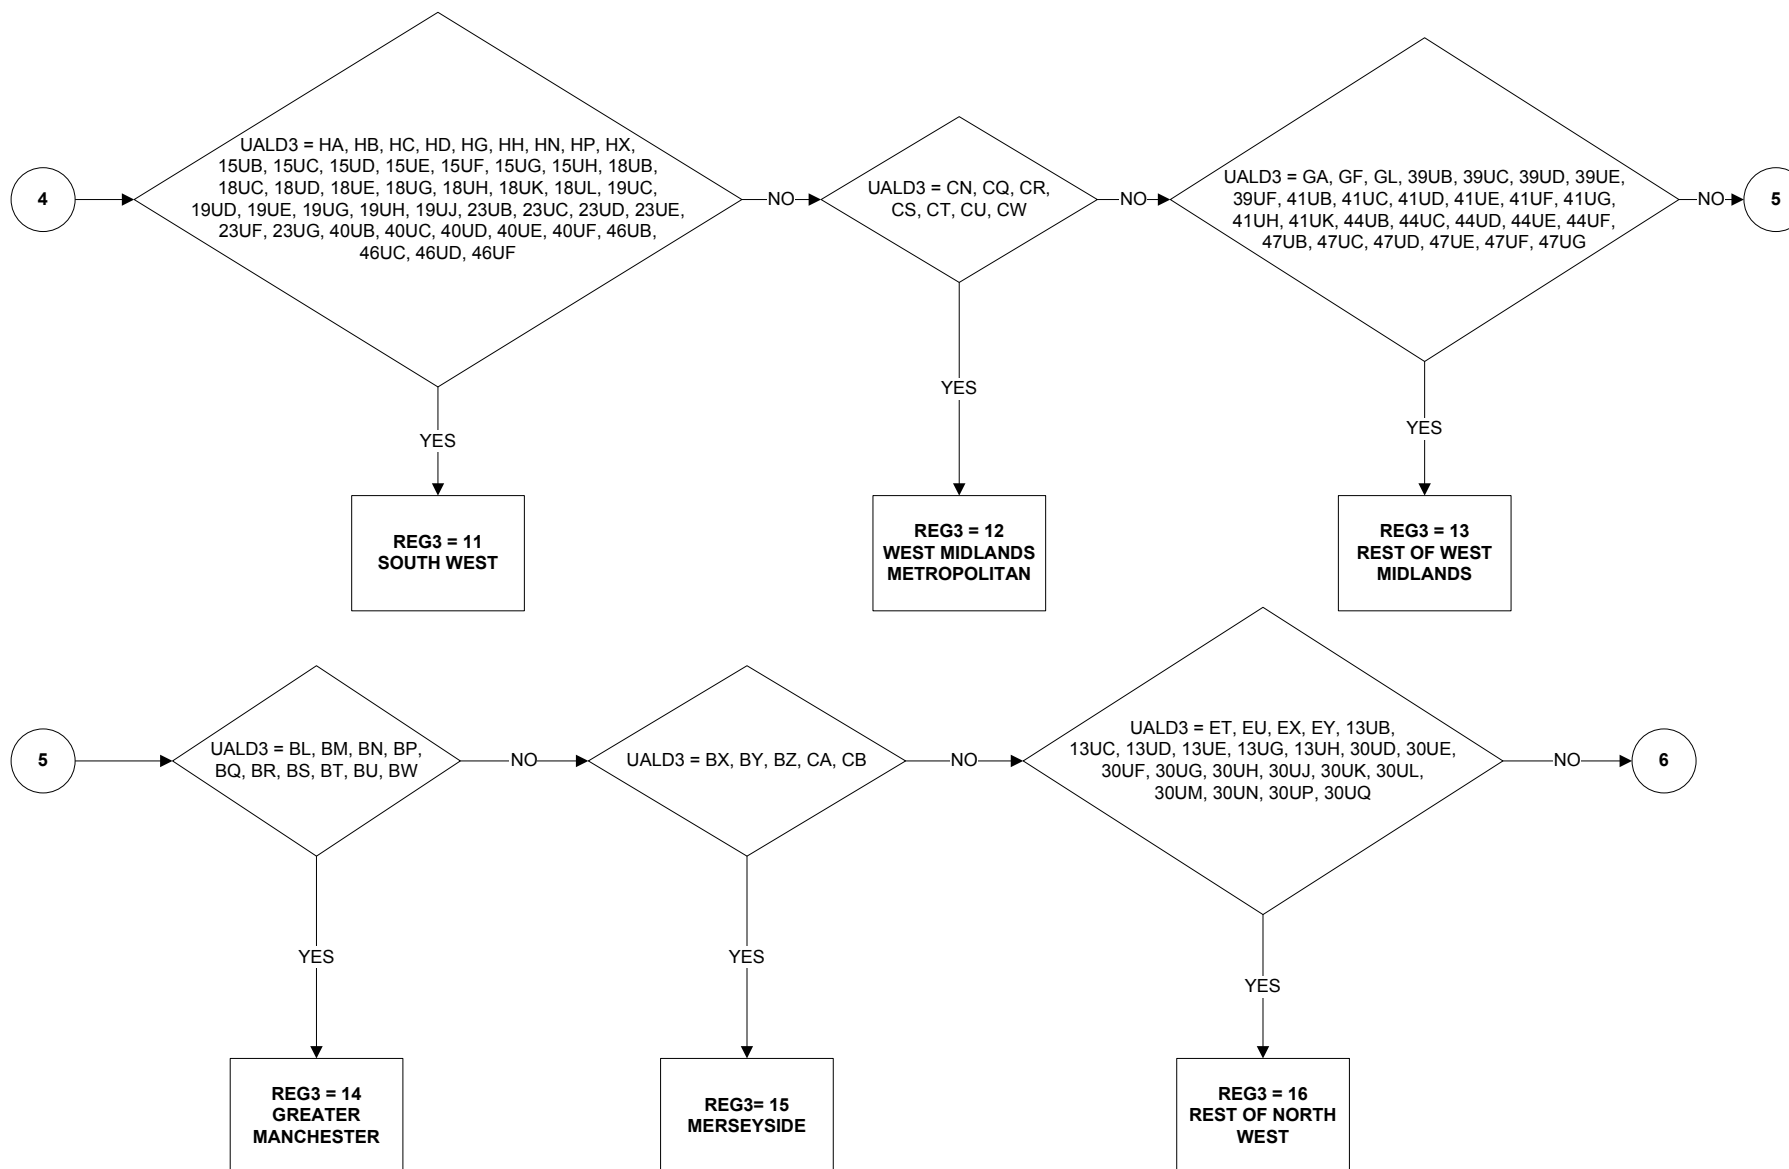 4
UALD3 = HA, HB, HC, HD, HG, HH, HN, HP, HX,
15UB, 15UC, 15UD, 15UE, 15UF, 15UG, 15UH, 18UB,
18UC, 18UD, 18UE, 18UG, 18UH, 18UK, 18UL, 19UC,
19UD, 19UE, 19UG, 19UH, 19UJ, 23UB, 23UC, 23UD, 23UE,
23UF, 23UG, 40UB, 40UC, 40UD, 40UE, 40UF, 46UB,
46UC, 46UD, 46UF
NO
UALD3 = CN, CQ, CR,
CS, CT, CU, CW
NO
UALD3 = GA, GF, GL, 39UB, 39UC, 39UD, 39UE,
39UF, 41UB, 41UC, 41UD, 41UE, 41UF, 41UG,
41UH, 41UK, 44UB, 44UC, 44UD, 44UE, 44UF,
47UB, 47UC, 47UD, 47UE, 47UF, 47UG
NO
5
YES
YES
YES
REG3 = 11
SOUTH WEST
REG3 = 12
WEST MIDLANDS
METROPOLITAN
REG3 = 13
REST OF WEST
MIDLANDS
5
UALD3 = BL, BM, BN, BP,
BQ, BR, BS, BT, BU, BW
NO
UALD3 = BX, BY, BZ, CA, CB
NO
UALD3 = ET, EU, EX, EY, 13UB,
13UC, 13UD, 13UE, 13UG, 13UH, 30UD, 30UE,
30UF, 30UG, 30UH, 30UJ, 30UK, 30UL,
30UM, 30UN, 30UP, 30UQ
NO
6
YES
YES
YES
REG3 = 14
GREATER
MANCHESTER
REG3= 15
MERSEYSIDE
REG3 = 16
REST OF NORTH
WEST